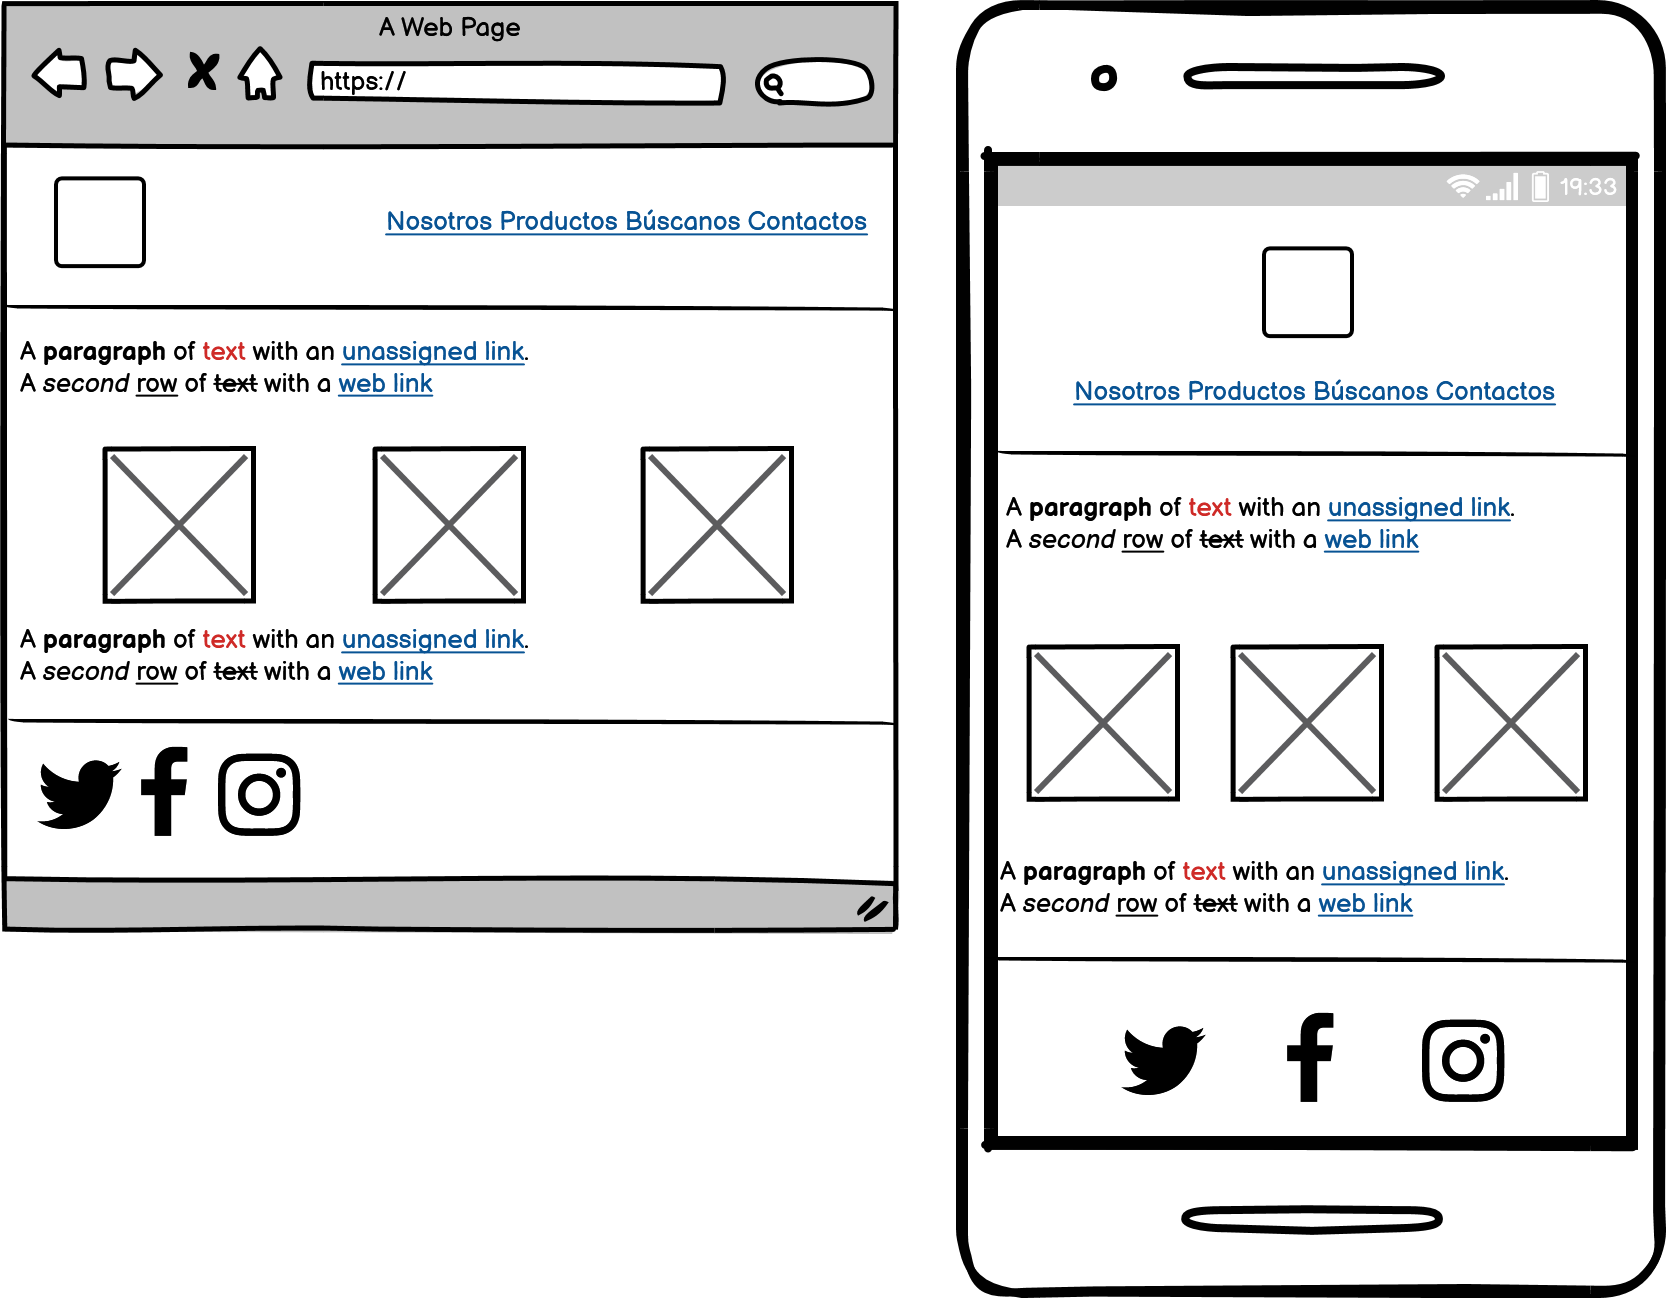 A Web Page
https://
Nosotros Productos Búscanos Contactos
A paragraph of text with an unassigned link.
A second row of text with a web link
A paragraph of text with an unassigned link.
A second row of text with a web link
19:33
Nosotros Productos Búscanos Contactos
A paragraph of text with an unassigned link.
A second row of text with a web link
A paragraph of text with an unassigned link.
A second row of text with a web link